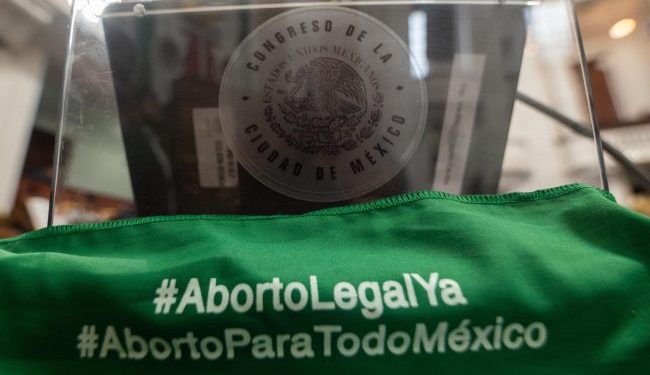 CONGRESO DE LA
ESTADOS UNIDOS MEXICANOS
CIUDAD DE MÉXICO
#AbortoLegalYa
#AbortoParaTodoMéxico